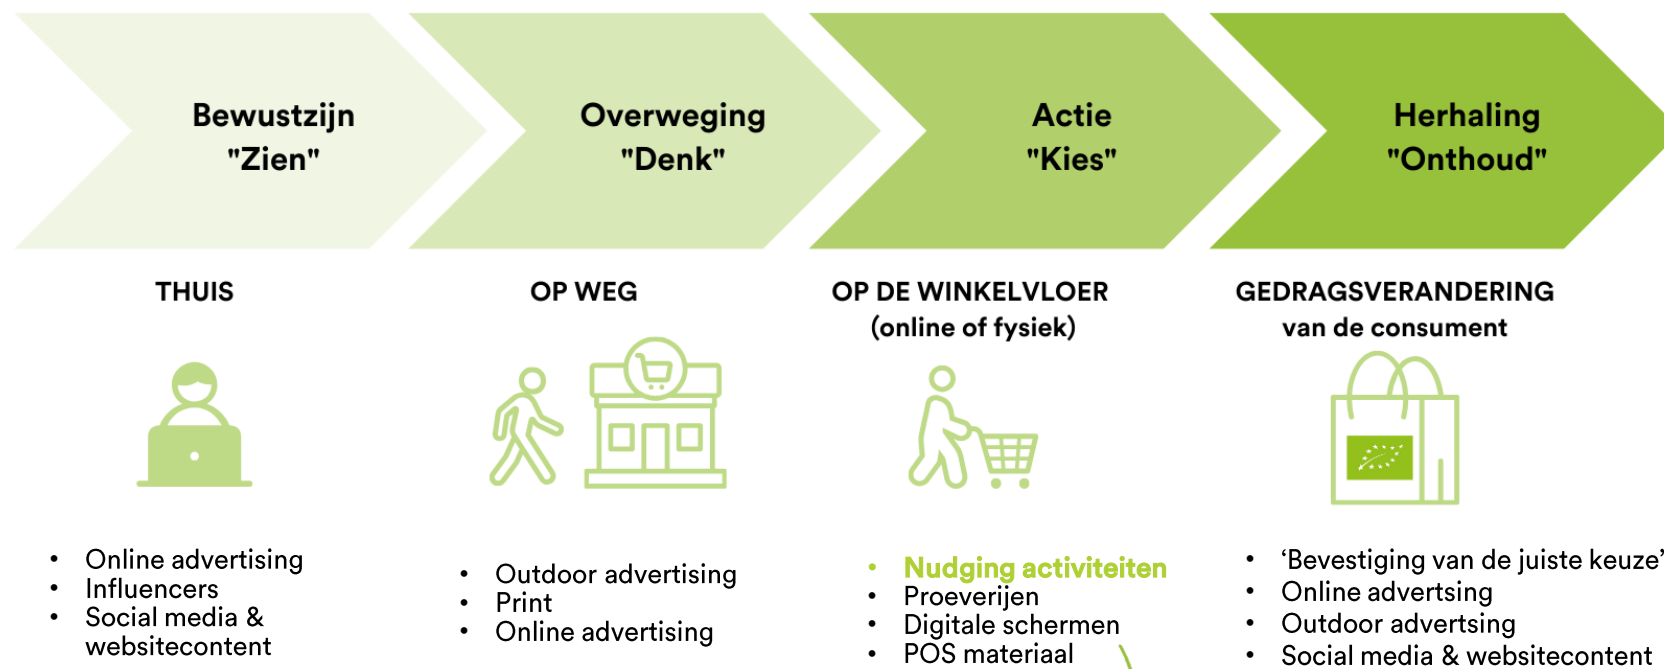 Bewustzijn
"Zien"
Overweging
"Denk"
Actie
"Kies"
Herhaling
"Onthoud"
THUIS
OP WEG
OP DE WINKELVLOER
(online of fysiek)
GEDRAGSVERANDERING
van de consument
• Online advertising
• Influencers
• Social media &
websitecontent
• Outdoor advertising
• Print
• Online advertising
• Nudging activiteiten
• Proeverijen
• Digitale schermen
• POS materiaal
• ‘Bevestiging van de juiste keuze’
• Online advertsing
• Outdoor advertsing
• Social media & websitecontent